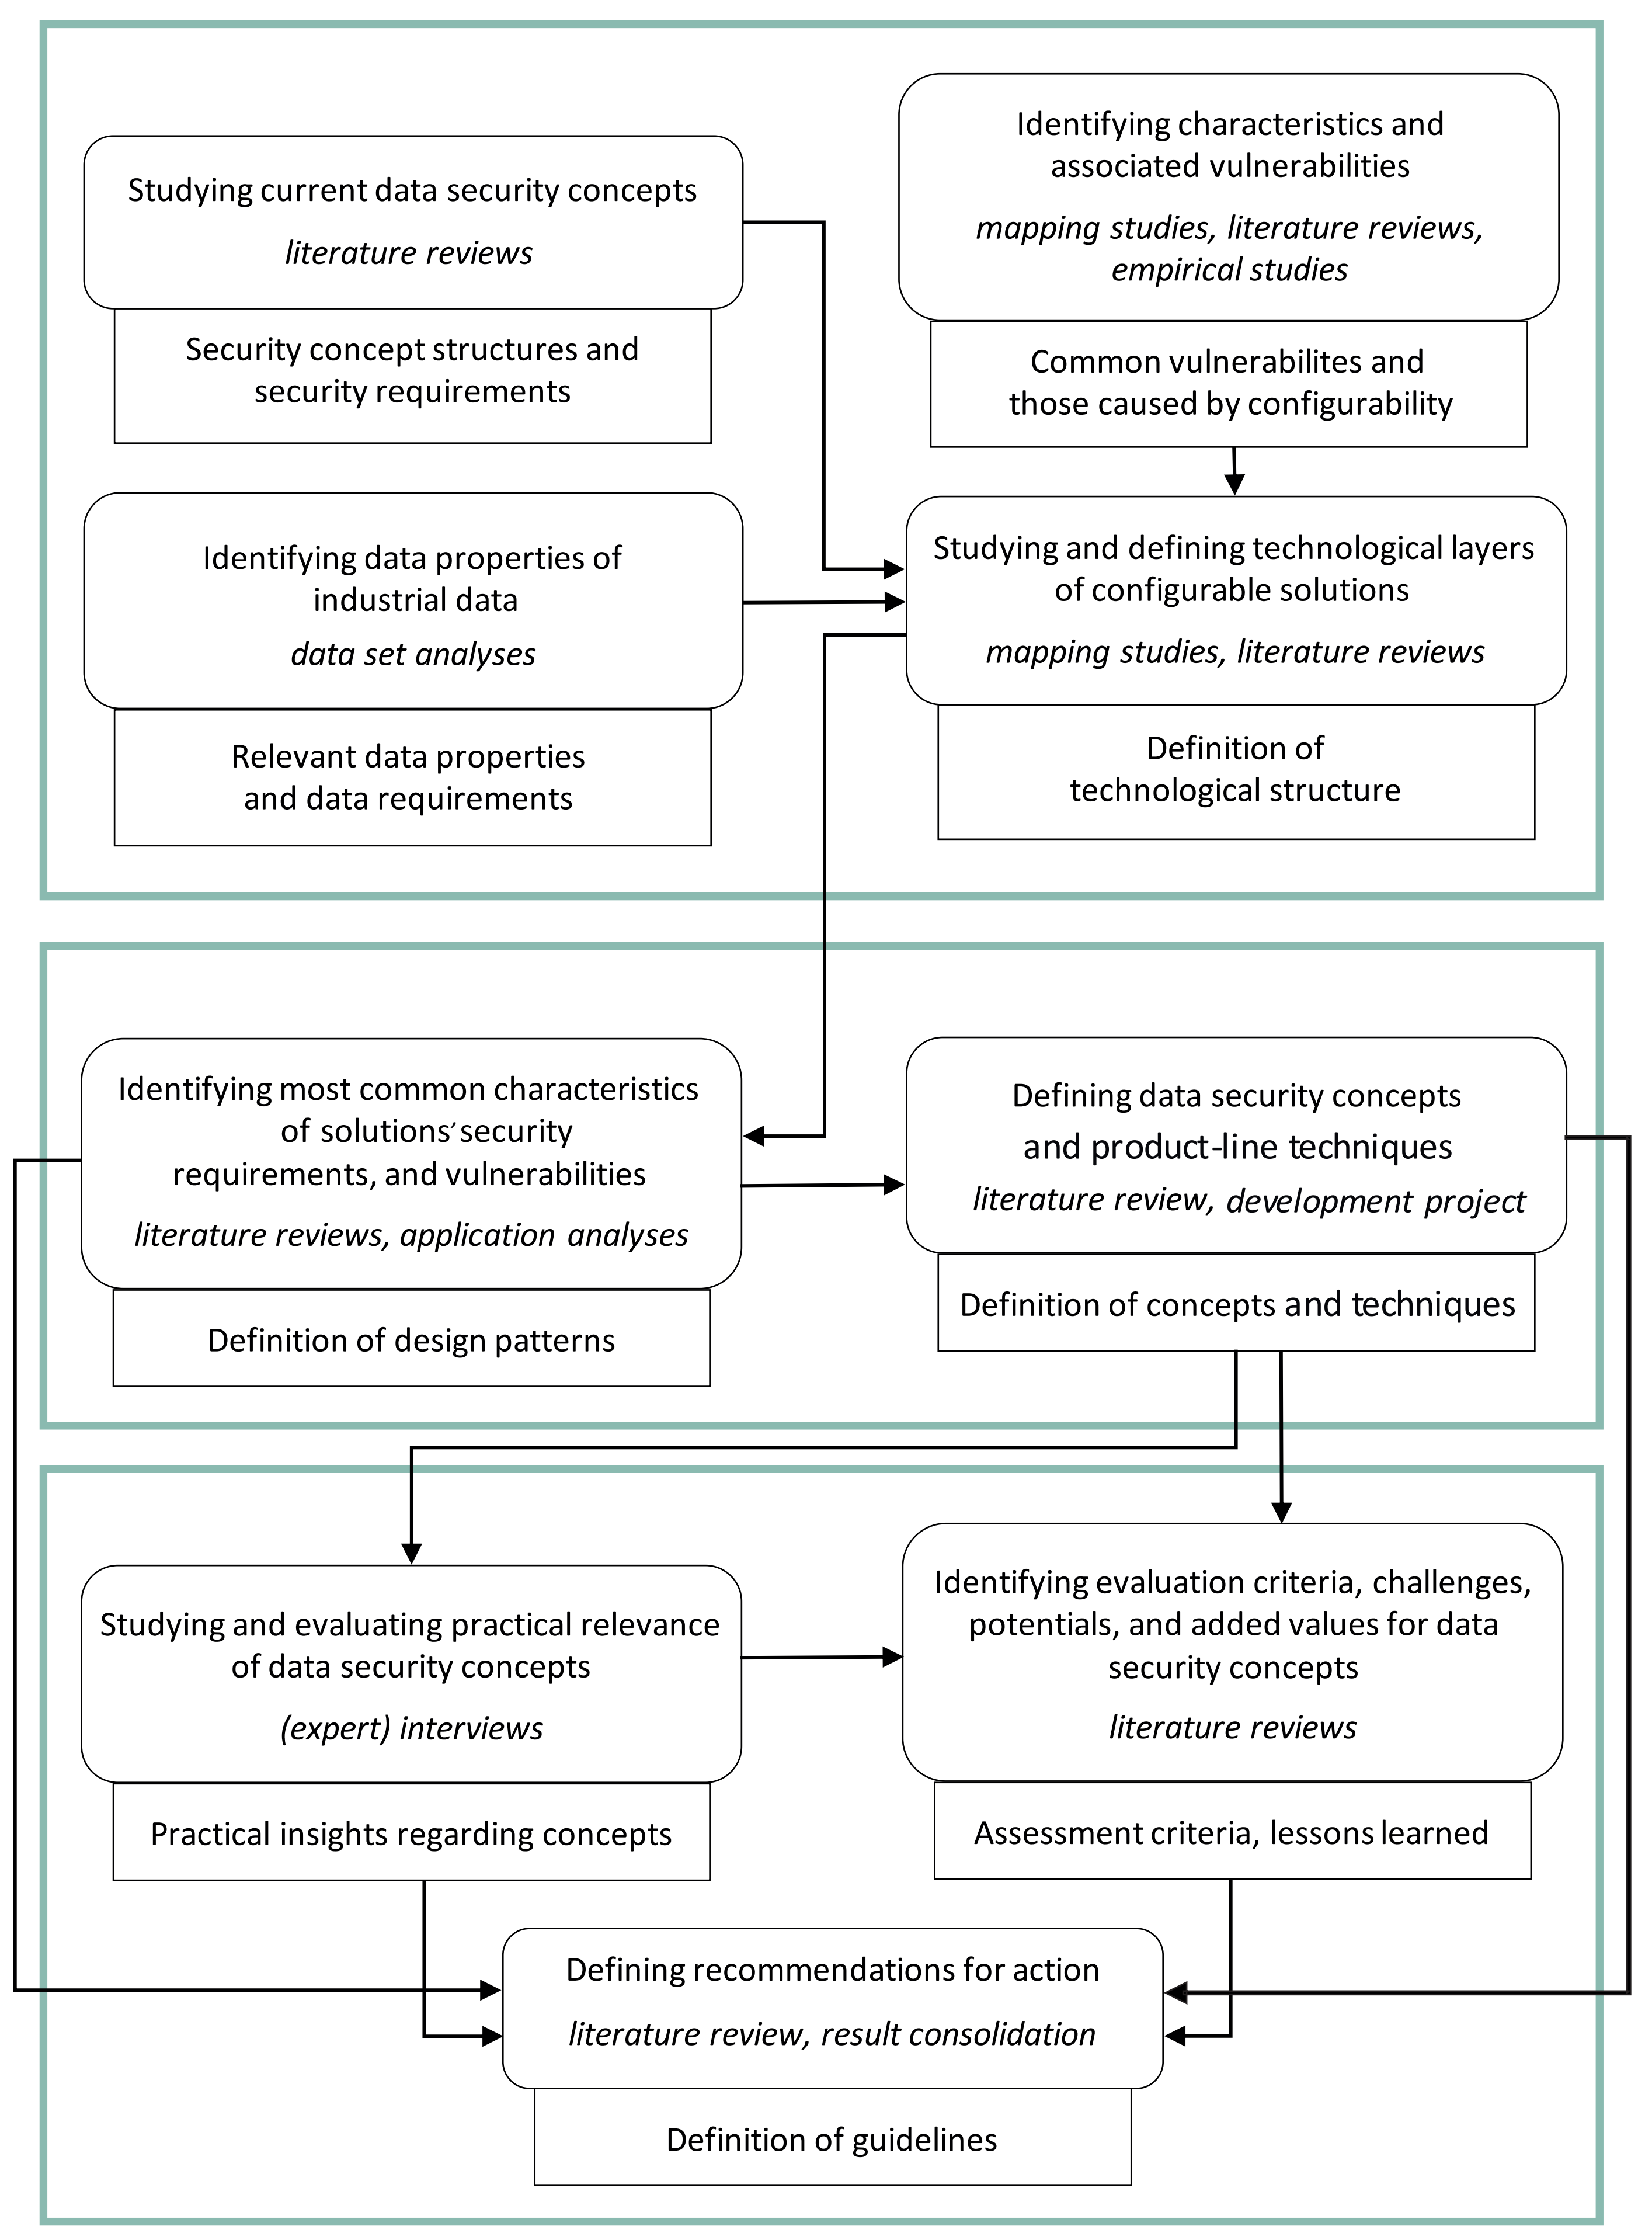 Studying current data security concepts
literature reviews
Security concept structures and
security requirements
Identifying characteristics and
associated vulnerabilities
mapping studies, literature reviews,
empirical studies
Common vulnerabilites and
those caused by configurability
Identifying data properties of
industrial data
data set analyses
Relevant data properties
and data requirements
Studying and defining technological layers
of configurable solutions
mapping studies, literature reviews
Definition of
technological structure
Identifying most common characteristics
of solutions’ security
requirements, and vulnerabilities
literature reviews, application analyses
Definition of design patterns
Defining data security concepts
and product-line techniques
literature review, development project
Definition of concepts and techniques
Studying and evaluating practical relevance
of data security concepts
(expert) interviews
Practical insights regarding concepts
Identifying evaluation criteria, challenges,
potentials, and added values for data
security concepts
literature reviews
Assessment criteria, lessons learned
Defining recommendations for action
literature review, result consolidation
Definition of guidelines